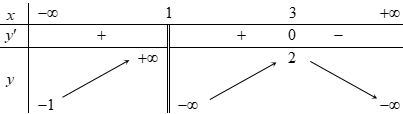 x −∞ 1 3 +∞
y' + + 0 −
+∞ 2
y
−1 −∞ −∞